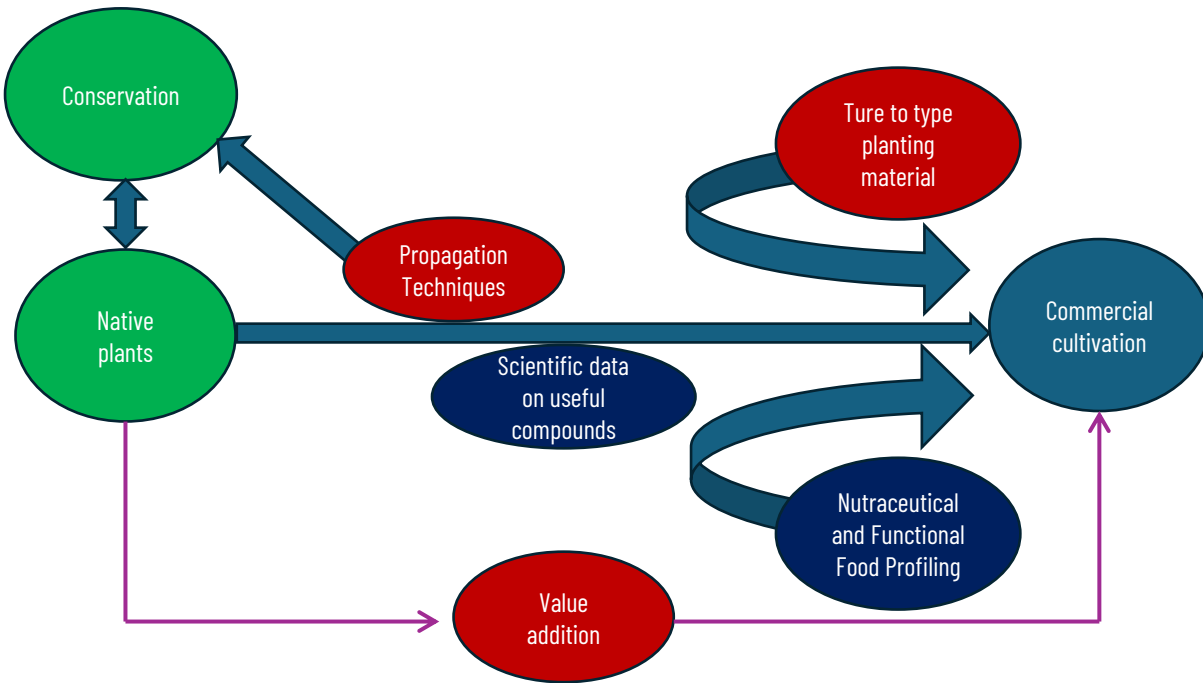 Conservation
Ture to type
planting
material
Propagation
Techniques
Native
plants
Commercial
cultivation
Scientific data
on useful
compounds
Nutraceutical
and Functional
Food Profiling
Value
addition